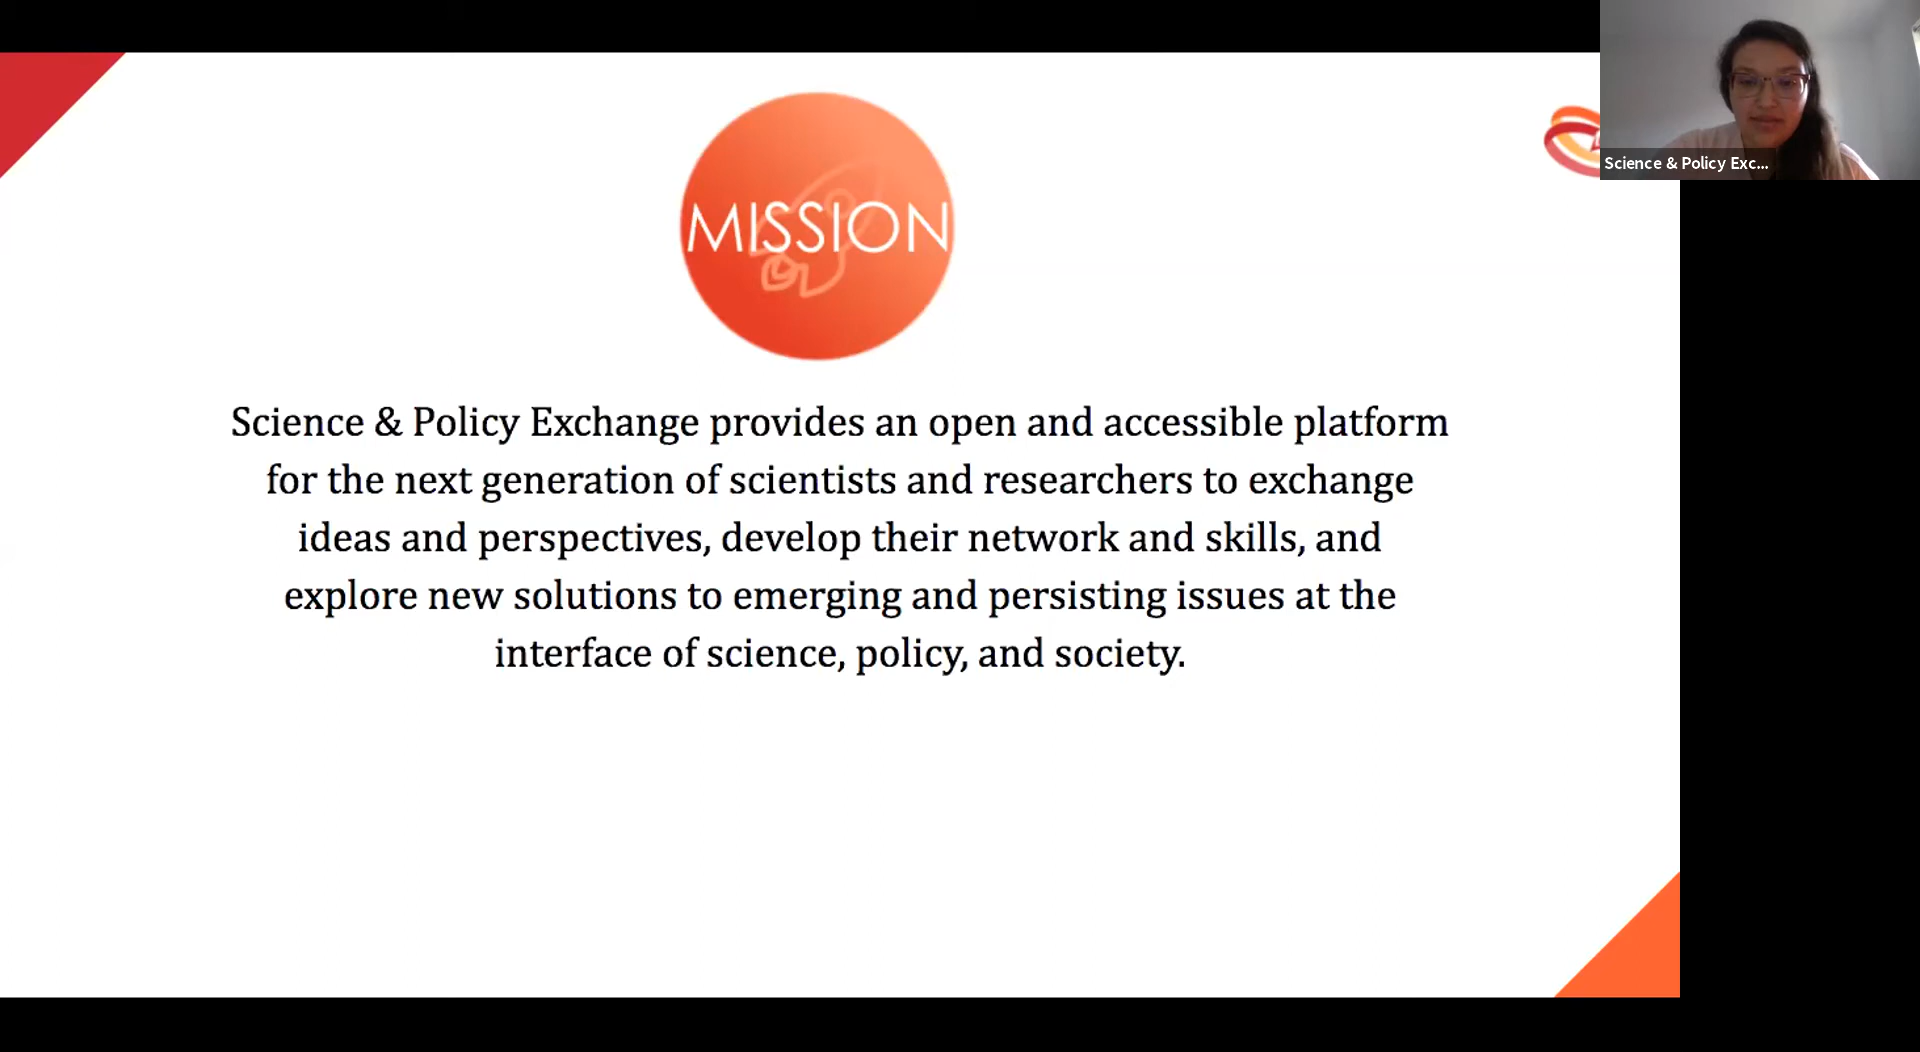 MISSION
Science & Policy Exc...
Science & Policy Exchange provides an open and accessible platform
for the next generation of scientists and researchers to exchange
ideas and perspectives, develop their network and skills, and
explore new solutions to emerging and persisting issues at the
interface of science, policy, and society.